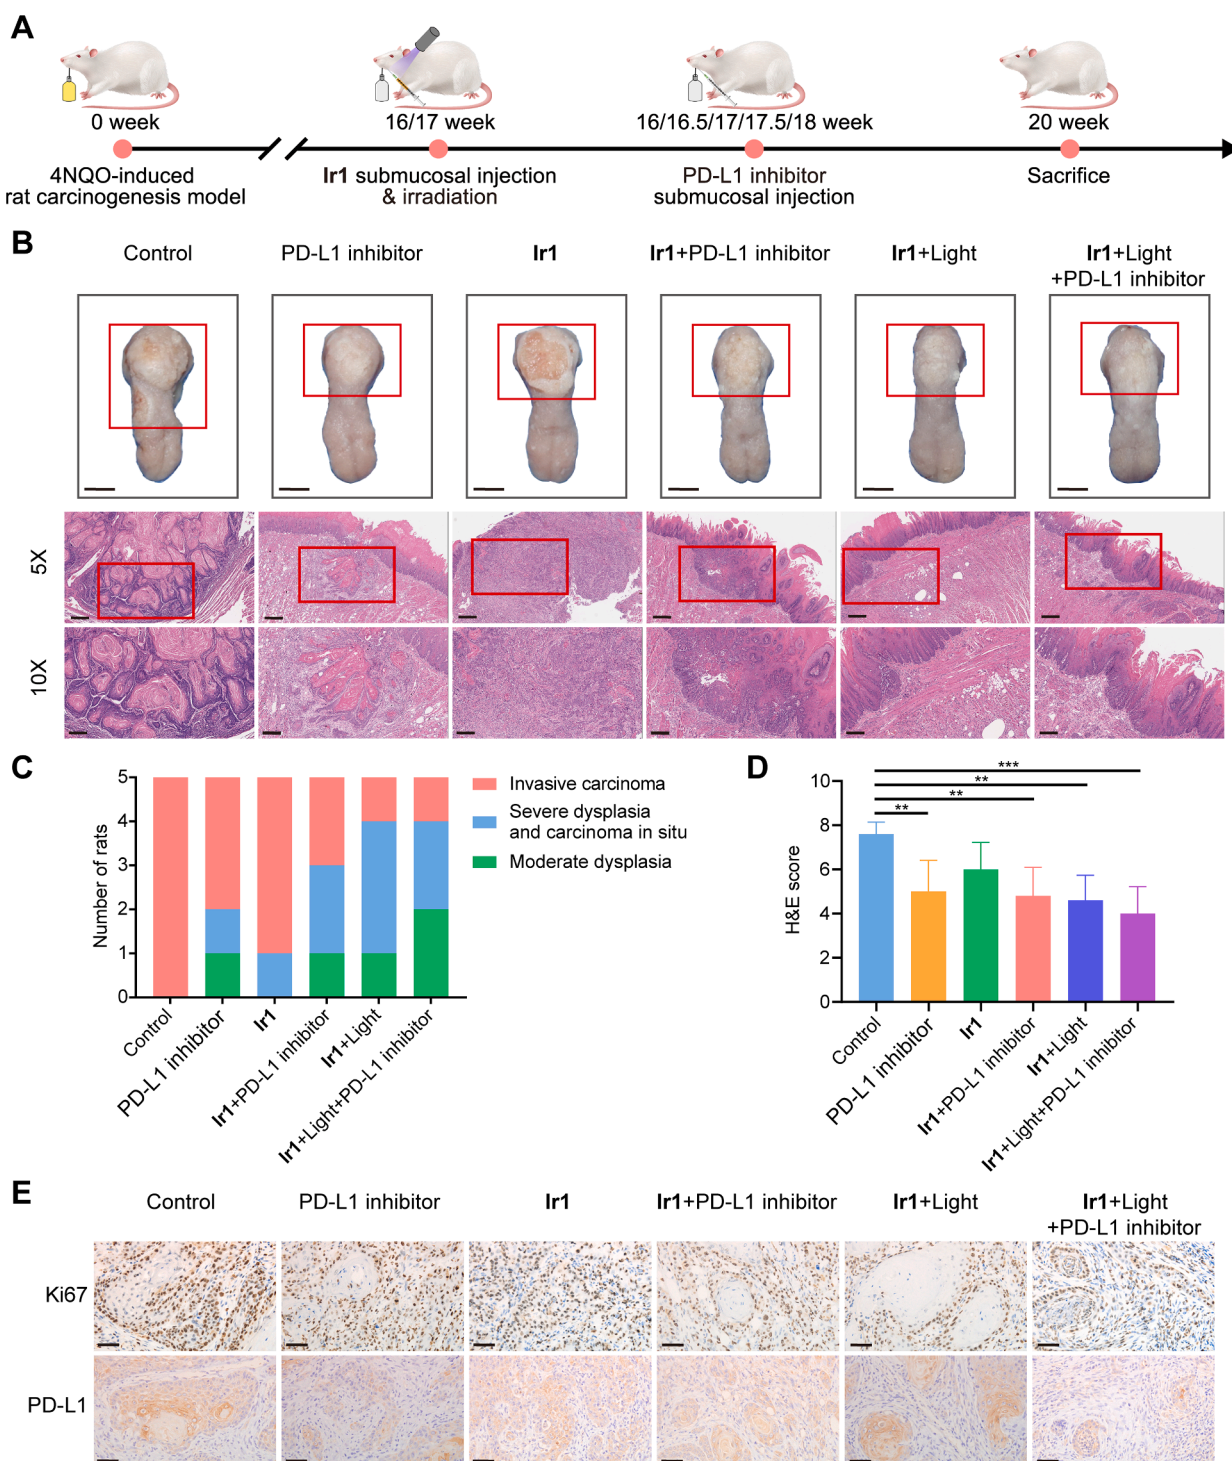 A
0 week
16/17 week
16/16.5/17/17.5/18 week
20 week
4NQO-induced
rat carcinogenesis model
Ir1 submucosal injection
& irradiation
PD-L1 inhibitor
submucosal injection
Sacrifice
B
Control
PD-L1 inhibitor
Ir1
Ir1+PD-L1 inhibitor
Ir1+Light
Ir1+Light
+PD-L1 inhibitor
5X
10X
C
Number of rats
5
4
3
2
1
0
Control
PD-L1 inhibitor
Ir1
Ir1+PD-L1 inhibitor
Ir1+Light
Ir1+Light+PD-L1 inhibitor
Invasive carcinoma
Severe dysplasia
and carcinoma in situ
Moderate dysplasia
D
H&E score
10
8
6
4
2
0
***
**
**
**
Control
PD-L1 inhibitor
Ir1
Ir1+PD-L1 inhibitor
Ir1+Light
Ir1+Light+PD-L1 inhibitor
E
Control
PD-L1 inhibitor
Ir1
Ir1+PD-L1 inhibitor
Ir1+Light
Ir1+Light
+PD-L1 inhibitor
Ki67
PD-L1